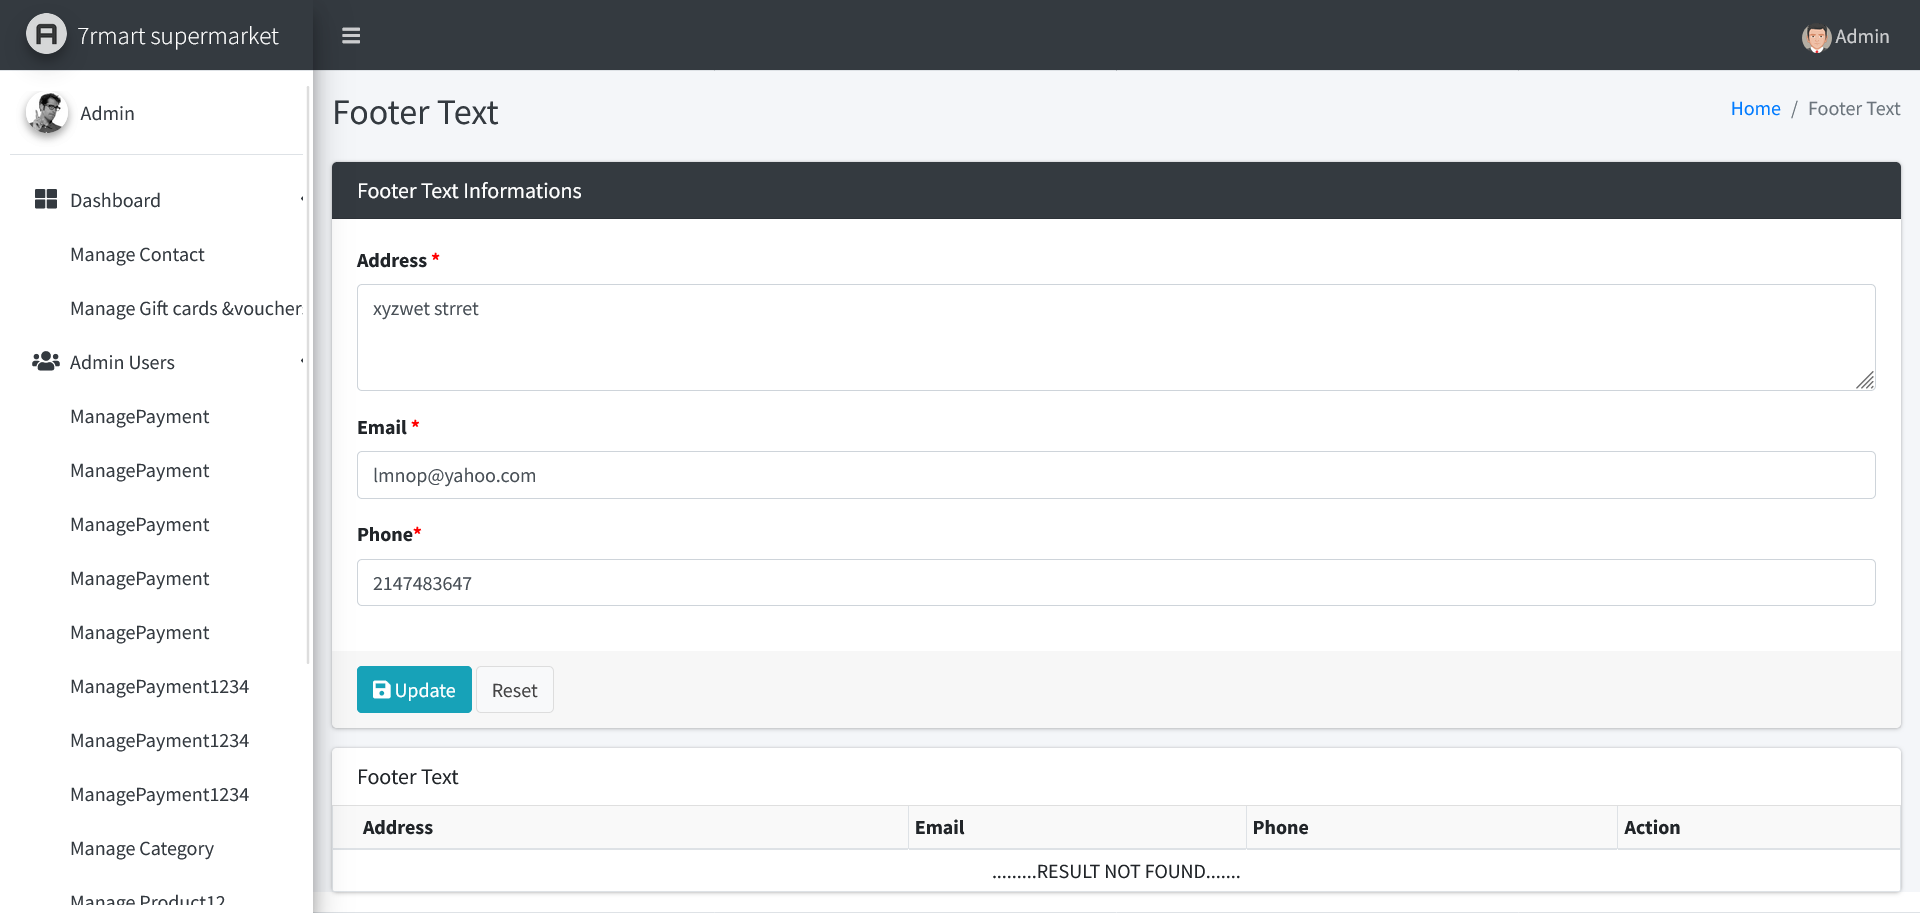 7rmart supermarket
Admin
Admin
Footer Text
Home / Footer Text
Dashboard
Manage Contact
Manage Gift cards &voucher
Admin Users
ManagePayment
ManagePayment
ManagePayment
ManagePayment
ManagePayment
ManagePayment1234
ManagePayment1234
ManagePayment1234
Manage Category
Manage Product12
Footer Text Informations
Address *
xyzwet strret
Email *
lmnop@yahoo.com
Phone*
2147483647
Update
Reset
Footer Text
Address Email Phone Action
.........RESULT NOT FOUND.......